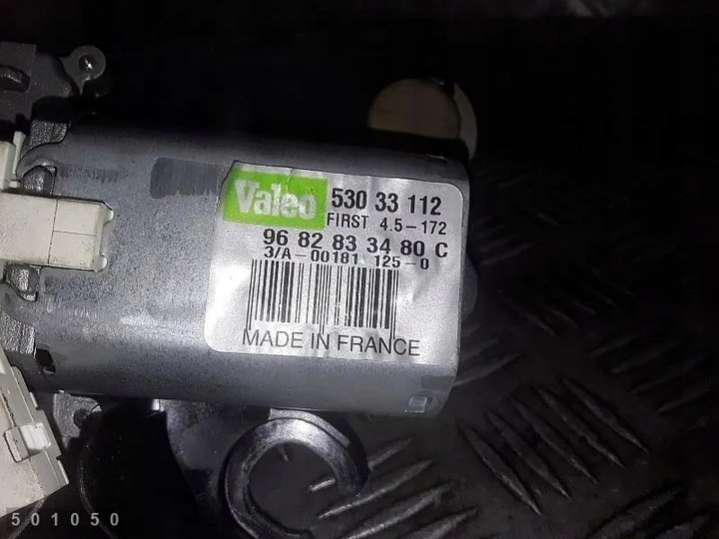 Valeo 530 33 112
FIRST 4.5-172
96 82 83 34 80 C
3/A-00181 125-0
MADE IN FRANCE
501050